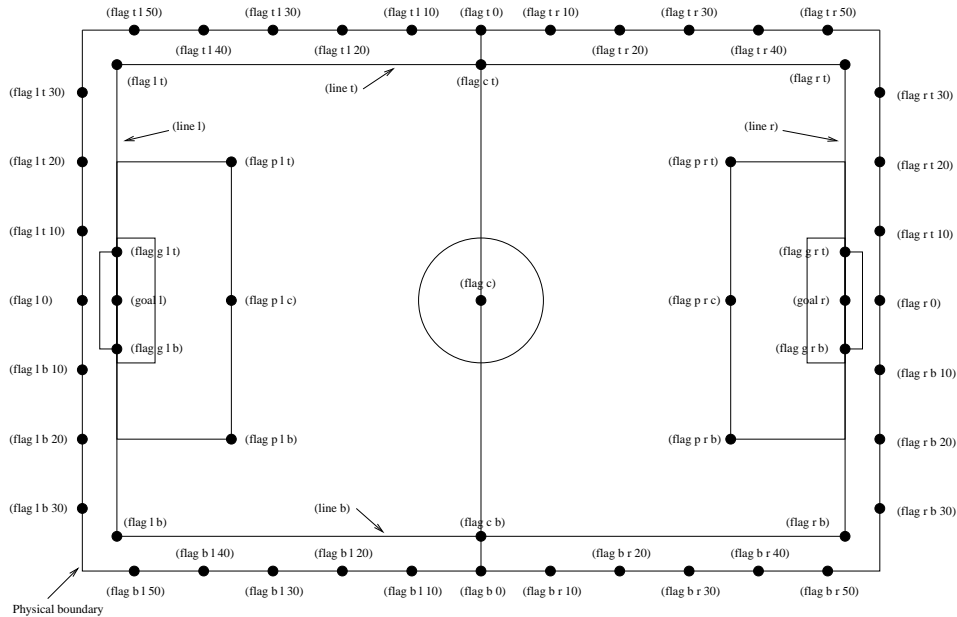 (flag t l 50) (flag t l 30) (flag t l 10) (flag t 0) (flag t r 10) (flag t r 30) (flag t r 50)
(flag t l 40) (flag t l 20) (flag t r 20) (flag t r 40)
(flag l t) (line t) (flag c t) (flag r t)
(flag l t 30) (flag r t 30)
(line l) (line r)
(flag l t 20) (flag p l t) (flag p r t) (flag r t 20)
(flag l t 10) (flag r t 10)
(flag g l t) (flag g r t)
(flag c)
(flag l 0) (goal l) (flag p l c) (flag p r c) (goal r) (flag r 0)
(flag g l b) (flag g r b)
(flag l b 10) (flag r b 10)
(flag l b 20) (flag p l b) (flag p r b) (flag r b 20)
(flag l b 30) (line b) (flag r b 30)
(flag l b) (flag c b) (flag r b)
(flag b l 40) (flag b l 20) (flag b r 20) (flag b r 40)
(flag b l 50) (flag b l 30) (flag b l 10) (flag b 0) (flag b r 10) (flag b r 30) (flag b r 50)
Physical boundary